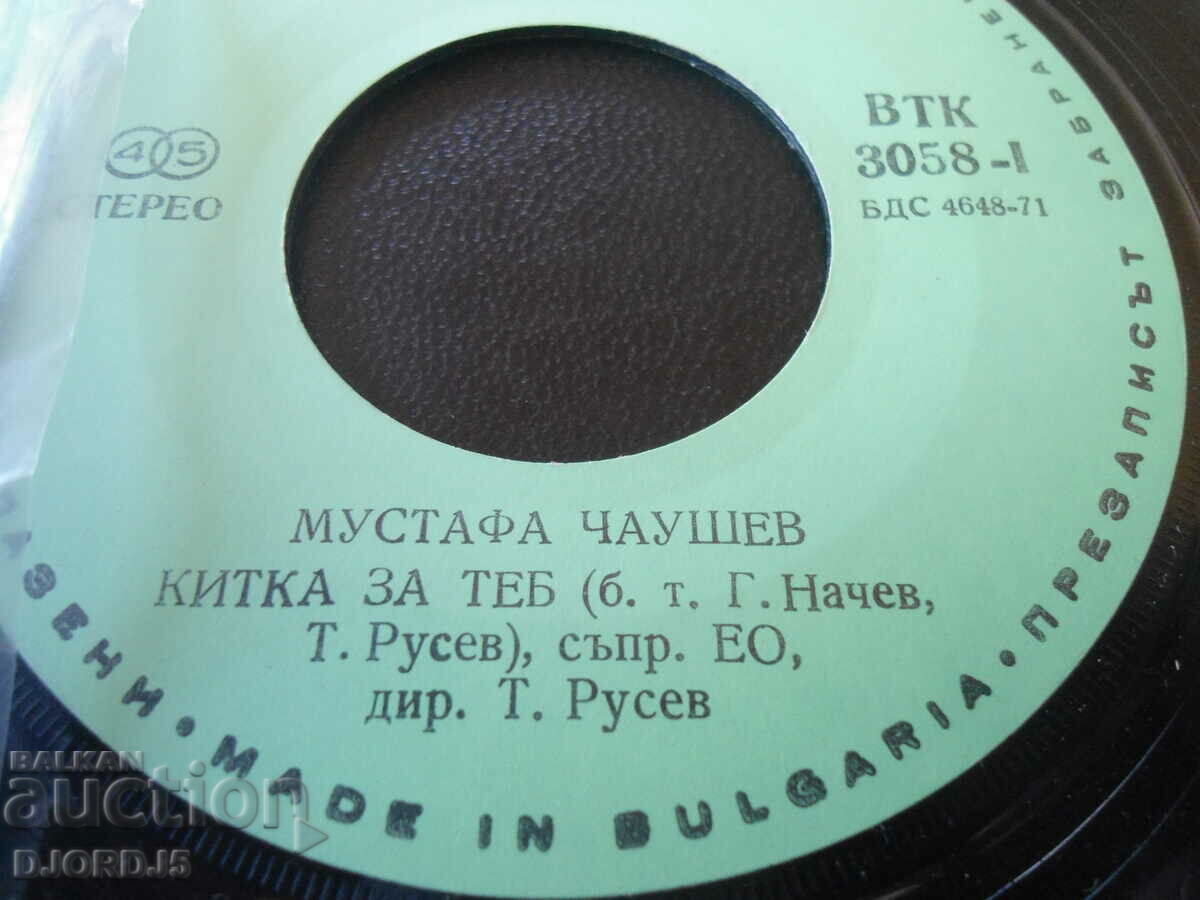 45
СТЕРЕО
ВТК
3058-I
БДС 4648-71
МУСТАФА ЧАУШЕВ
КИТКА ЗА ТЕБ (б. т. Г. Начев,
Т. Русев), съпр. ЕО,
дир. Т. Русев
• MADE IN BULGARIA • ПРЕЗАПИСЪТ
BALKAN
auction
DJORDJ5